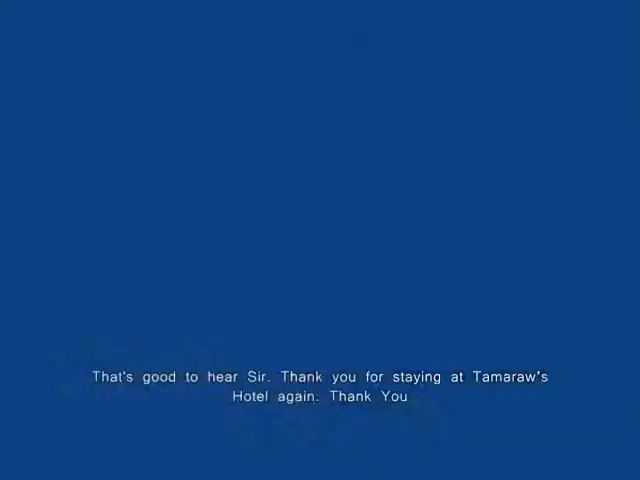 That's good to hear Sir. Thank you for staying at Tamaraw's
Hotel again. Thank You